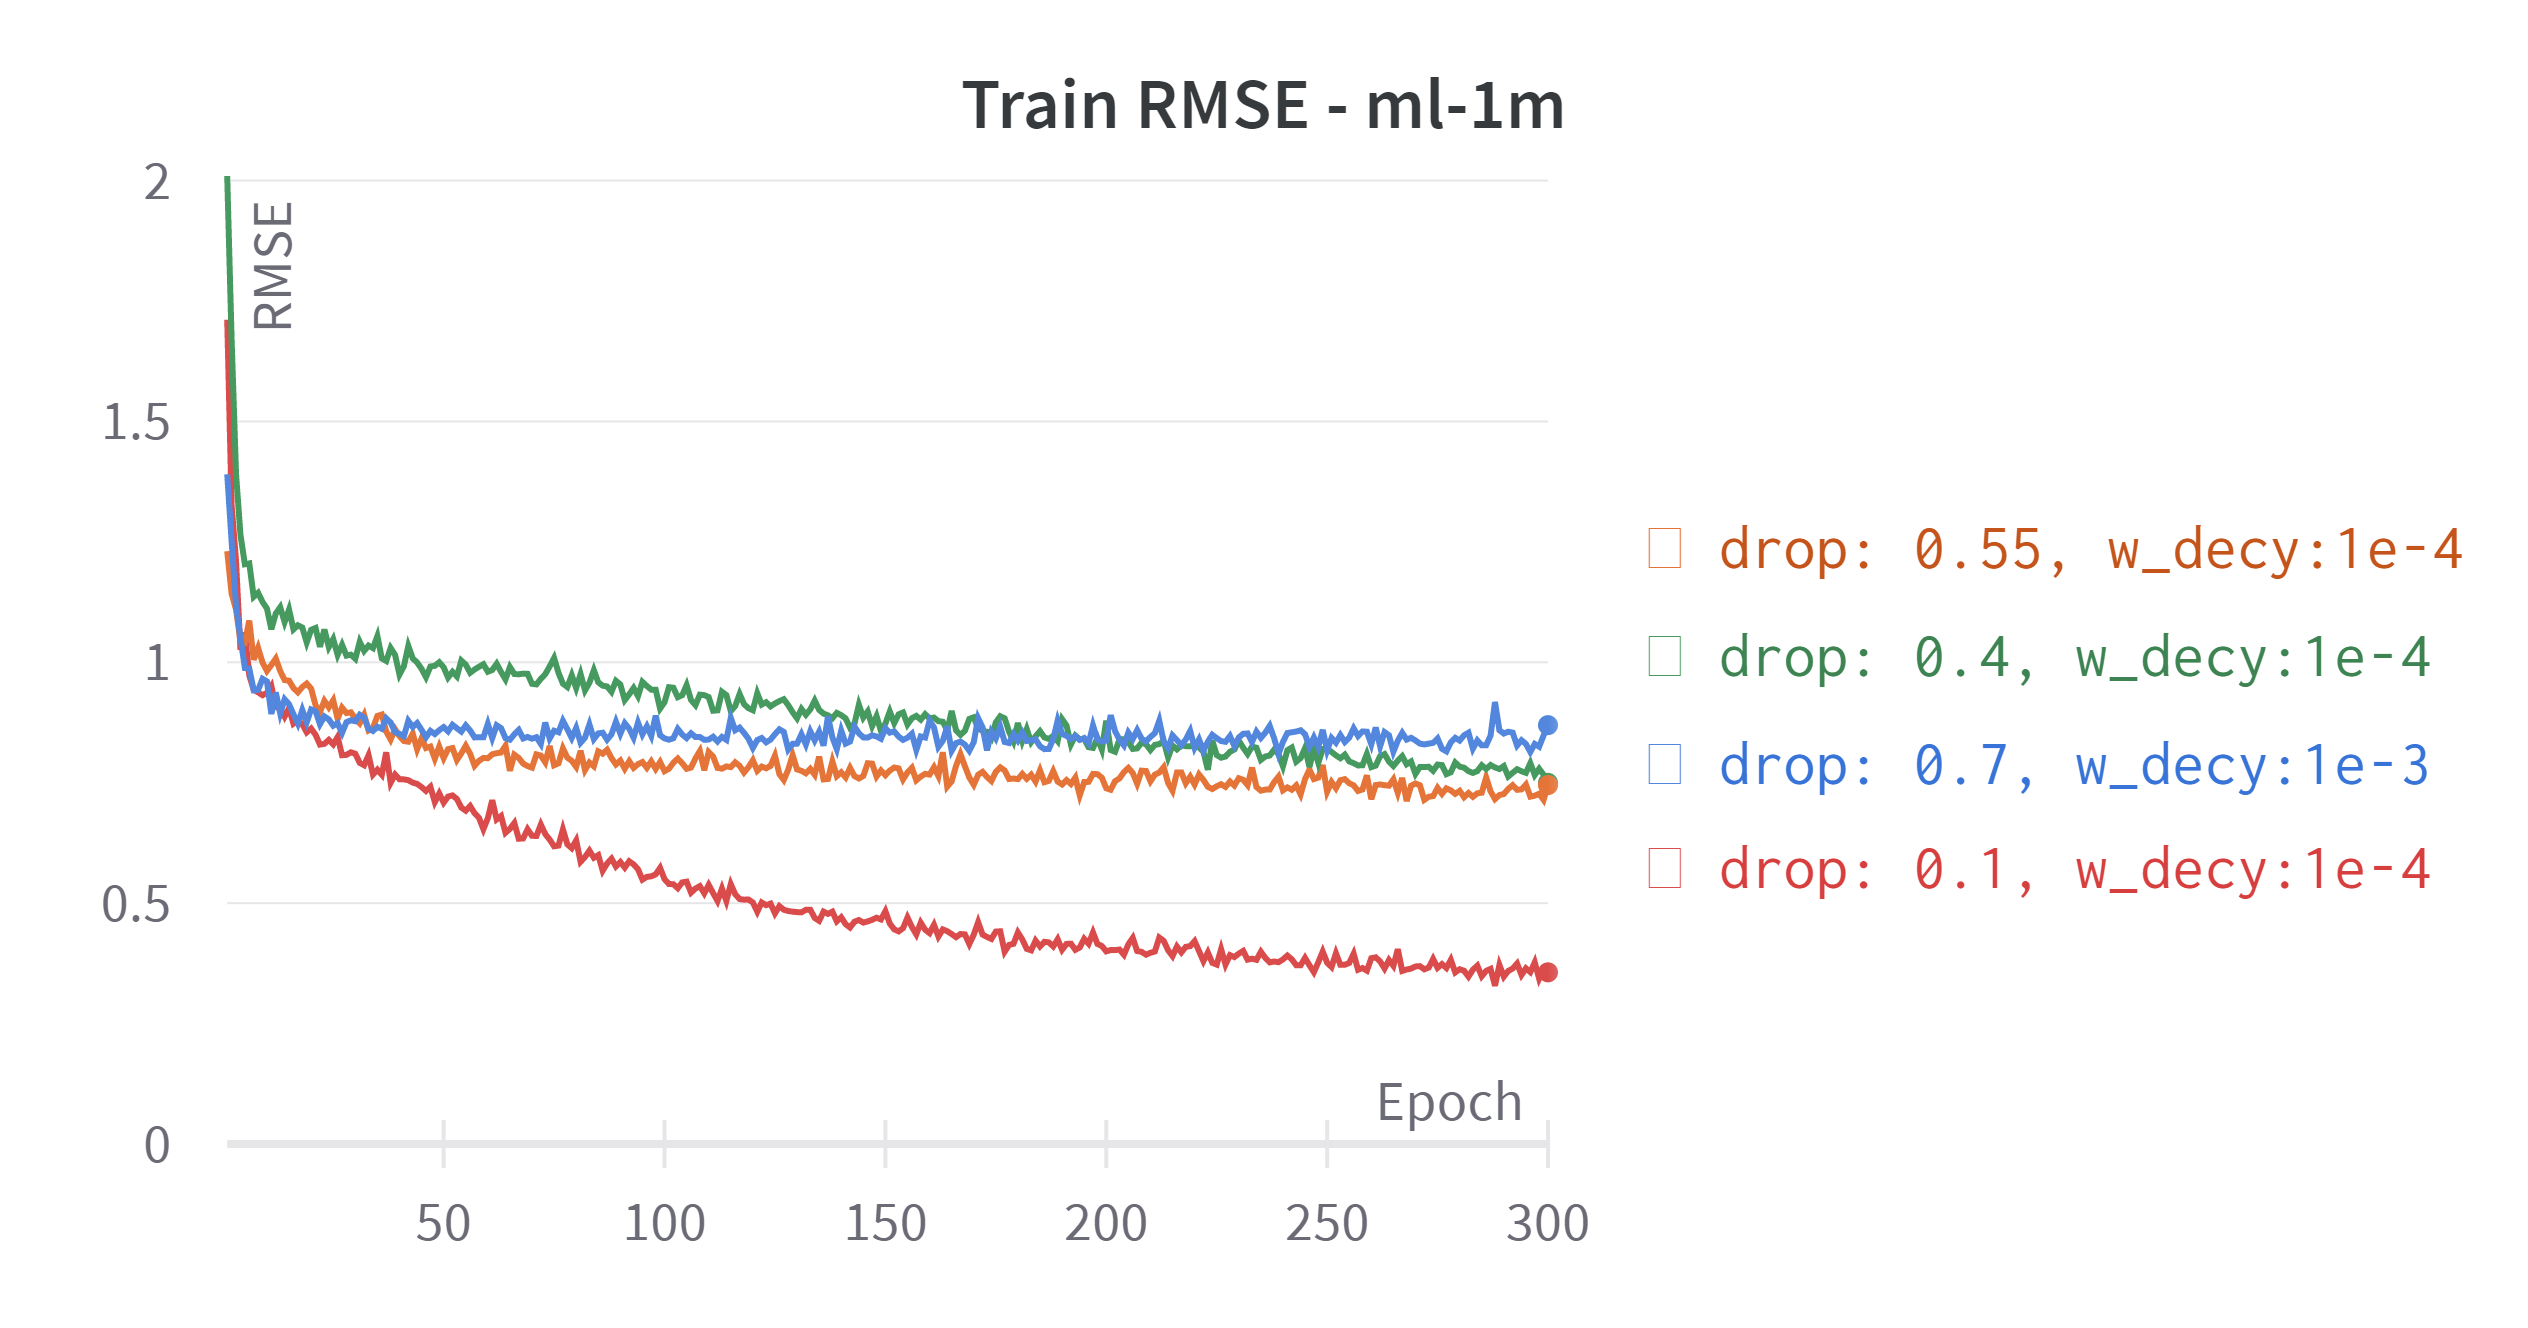 Train RMSE - ml-1m
2
RMSE
1.5
1
0.5
0
Epoch
50 100 150 200 250 300
drop: 0.55, w_decy:1e-4
drop: 0.4, w_decy:1e-4
drop: 0.7, w_decy:1e-3
drop: 0.1, w_decy:1e-4